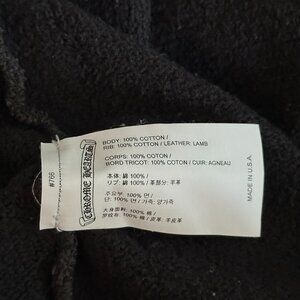 BODY: 100% COTTON /
RIB: 100% COTTON / LEATHER: LAMB
CORPS: 100% COTON /
BORD TRICOT: 100% COTON / CUIR: AGNEAU
本体: 綿 100% /
リブ: 綿 100% / 革部分: 羊革
주요부: 100% 면 /
단: 100% 면 / 가죽: 양가죽
大身面料: 100% 棉 /
罗纹布: 100% 棉 / 皮革: 羊皮革
MADE IN U.S.A.
CHROME HEARTS
#766